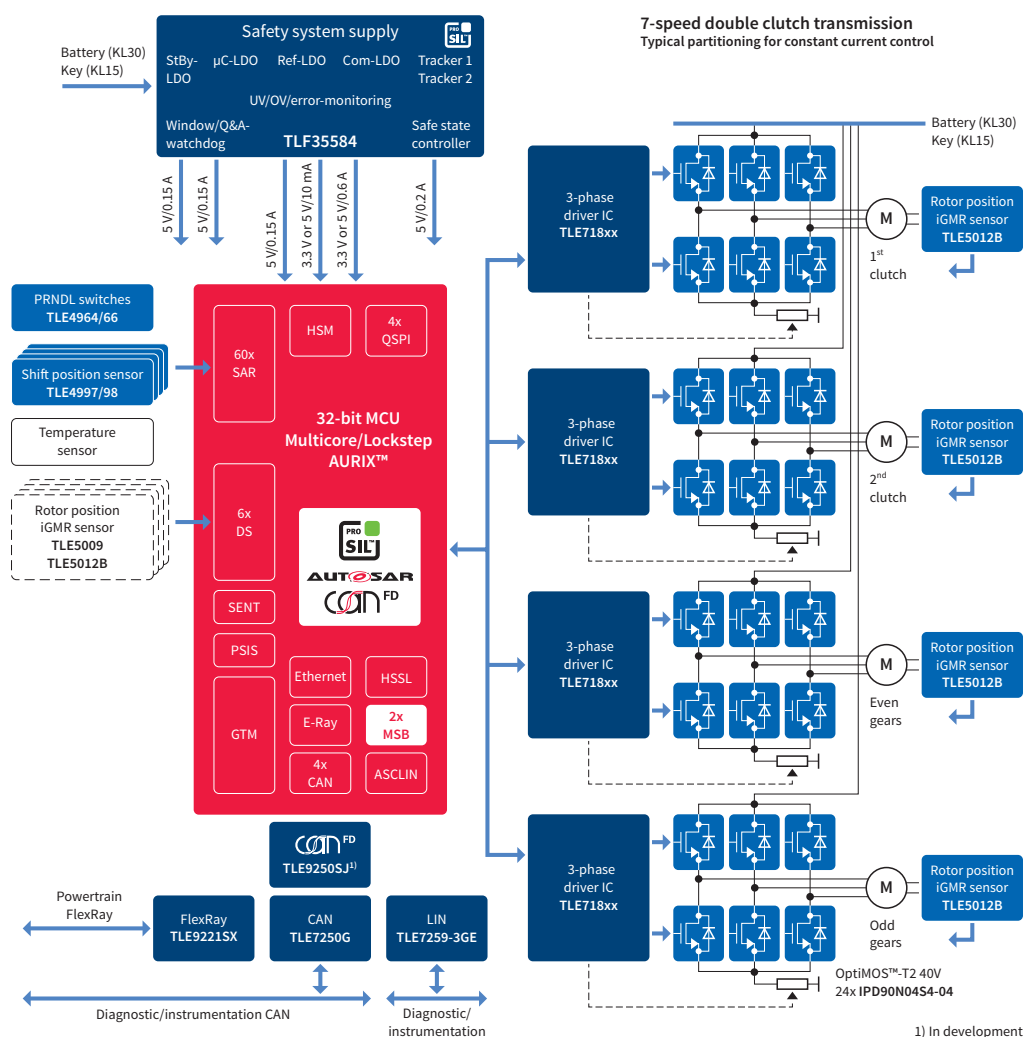 7-speed double clutch transmission
Typical partitioning for constant current control
Safety system supply
PRO
SIL™
Battery (KL30)
Key (KL15)
StBy-
LDO
µC-LDO
Ref-LDO
Com-LDO
Tracker 1
Tracker 2
UV/OV/error-monitoring
Window/Q&A-
watchdog
TLF35584
Safe state
controller
5 V/0.15 A
5 V/0.15 A
5 V/0.15 A
3.3 V or 5 V/10 mA
3.3 V or 5 V/0.6 A
5 V/0.2 A
PRNDL switches
TLE4964/66
Shift position sensor
TLE4997/98
Temperature
sensor
Rotor position
iGMR sensor
TLE5009
TLE5012B
60x
SAR
HSM
4x
QSPI
32-bit MCU
Multicore/Lockstep
AURIX™
6x
DS
PRO
SIL™
AUTOSAR
CAN FD
SENT
PSIS
GTM
Ethernet
HSSL
E-Ray
2x
MSB
4x
CAN
ASCLIN
CAN FD
TLE9250SJ1)
Powertrain
FlexRay
FlexRay
TLE9221SX
CAN
TLE7250G
LIN
TLE7259-3GE
Diagnostic/instrumentation CAN
Diagnostic/
instrumentation
Battery (KL30)
Key (KL15)
3-phase
driver IC
TLE718xx
M
1st
clutch
Rotor position
iGMR sensor
TLE5012B
3-phase
driver IC
TLE718xx
M
2nd
clutch
Rotor position
iGMR sensor
TLE5012B
3-phase
driver IC
TLE718xx
M
Even
gears
Rotor position
iGMR sensor
TLE5012B
3-phase
driver IC
TLE718xx
M
Odd
gears
Rotor position
iGMR sensor
TLE5012B
OptiMOS™-T2 40V
24x IPD90N04S4-04
1) In development